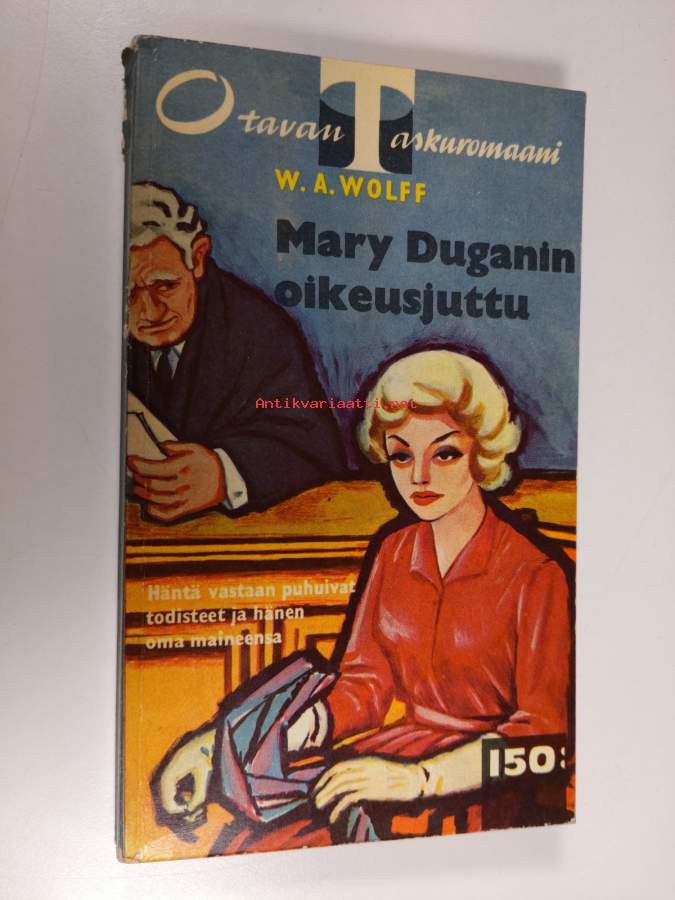 Otavan Taskuromaani
W. A. WOLFF
Mary Duganin
oikeusjuttu
Antikvariaatti.net
Häntä vastaan puhuivat
todisteet ja hänen
oma maineensa
150: